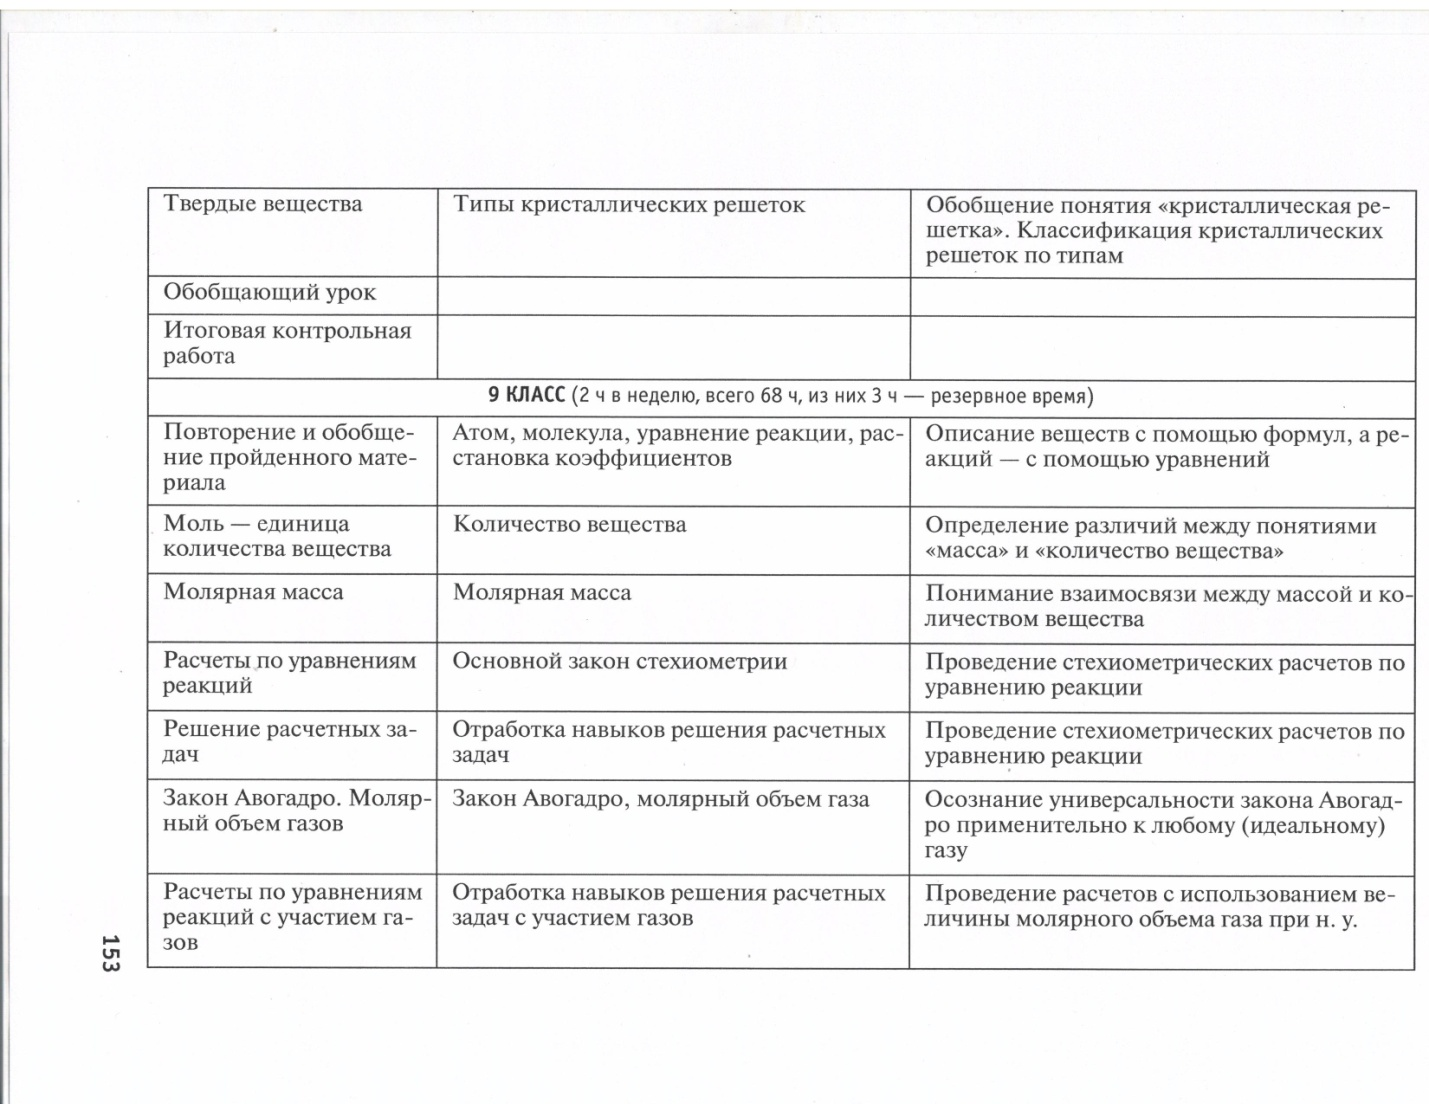 Твердые вещества
Типы кристаллических решеток
Обобщение понятия «кристаллическая ре-
шетка». Классификация кристаллических
решеток по типам
Обобщающий урок
Итоговая контрольная
работа
9 КЛАСС (2 ч в неделю, всего 68 ч, из них 3 ч — резервное время)
Повторение и обобще-
ние пройденного мате-
риала
Атом, молекула, уравнение реакции, рас-
становка коэффициентов
Описание веществ с помощью формул, а ре-
акций — с помощью уравнений
Моль — единица
количества вещества
Количество вещества
Определение различий между понятиями
«масса» и «количество вещества»
Молярная масса
Молярная масса
Понимание взаимосвязи между массой и ко-
личеством вещества
Расчеты по уравнениям
реакций
Основной закон стехиометрии
Проведение стехиометрических расчетов по
уравнению реакции
Решение расчетных за-
дач
Отработка навыков решения расчетных
задач
Проведение стехиометрических расчетов по
уравнению реакции
Закон Авогадро. Моляр-
ный объем газов
Закон Авогадро, молярный объем газа
Осознание универсальности закона Авогад-
ро применительно к любому (идеальному)
газу
Расчеты по уравнениям
реакций с участием га-
зов
Отработка навыков решения расчетных
задач с участием газов
Проведение расчетов с использованием ве-
личины молярного объема газа при н. у.
153